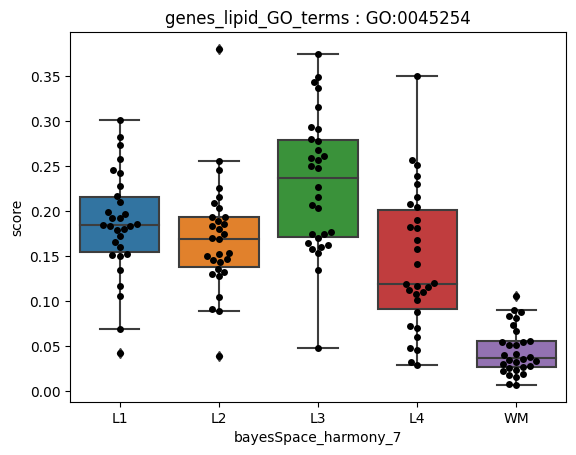 genes_lipid_GO_terms : GO:0045254
0.35
0.30
0.25
0.20
0.15
0.10
0.05
0.00
score
L1 L2 L3 L4 WM
bayesSpace_harmony_7